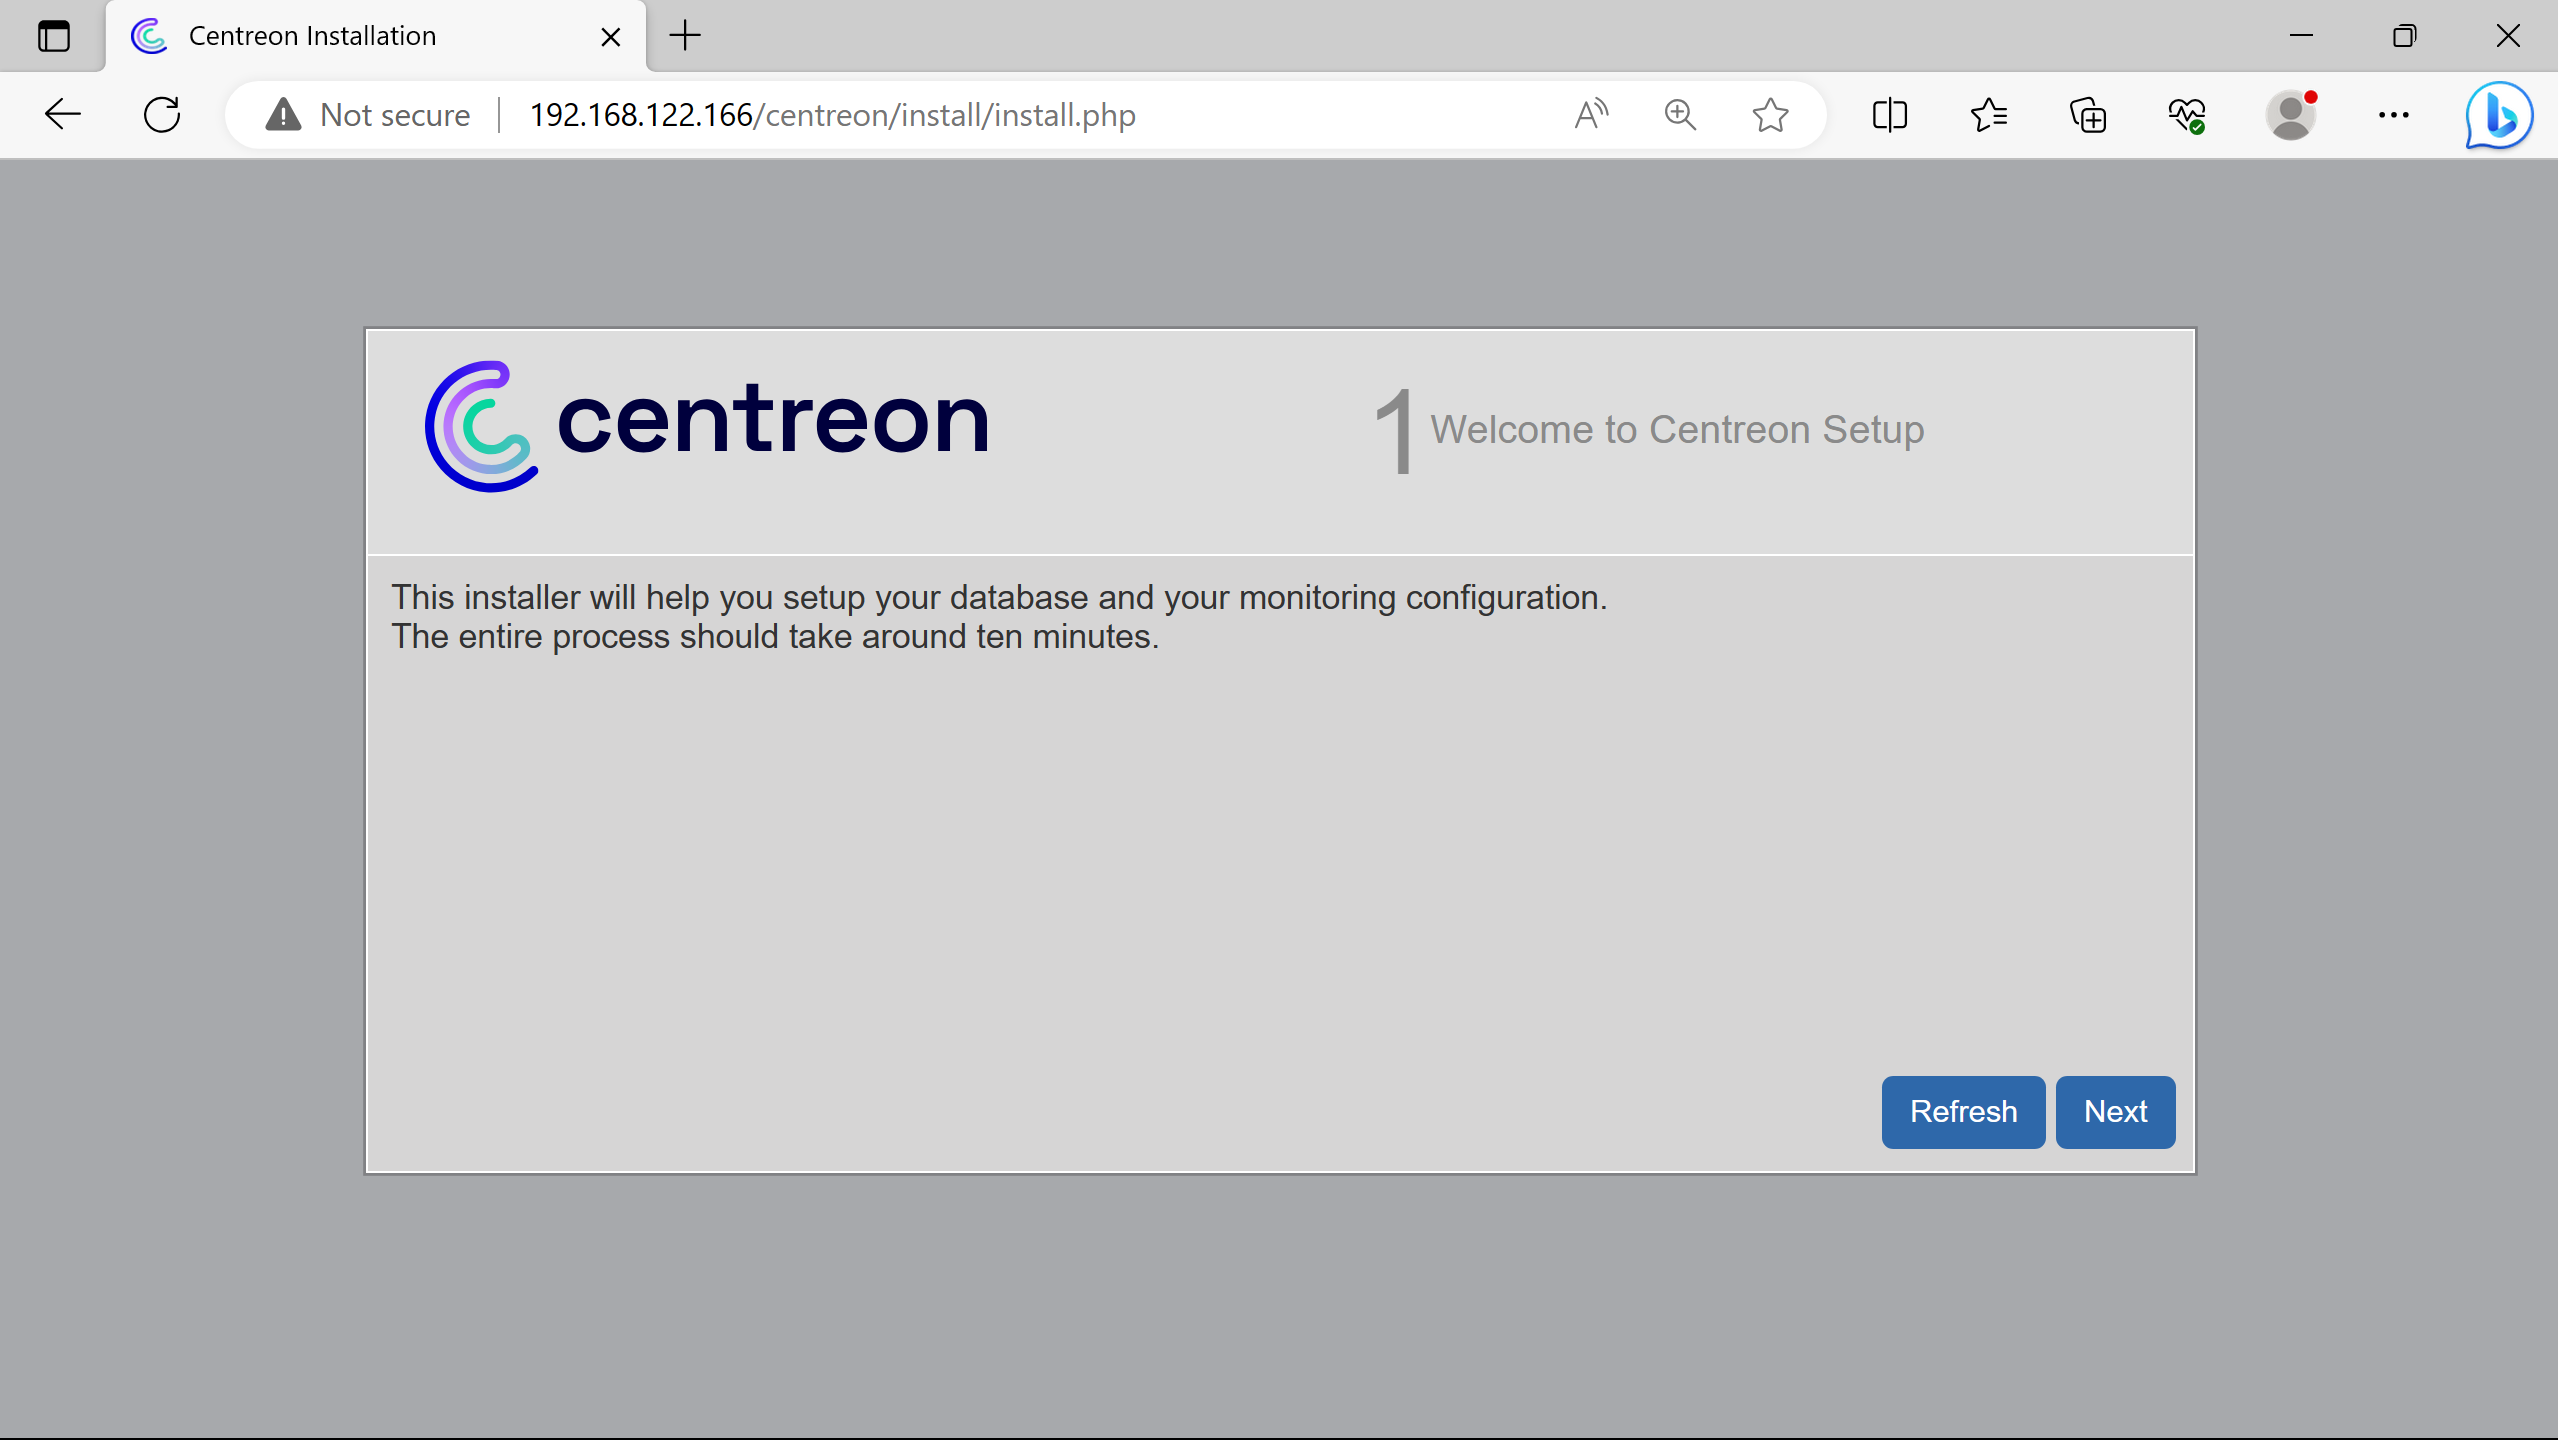 Centreon Installation
Not secure
192.168.122.166/centreon/install/install.php
centreon
1 Welcome to Centreon Setup
This installer will help you setup your database and your monitoring configuration.
The entire process should take around ten minutes.
Refresh
Next